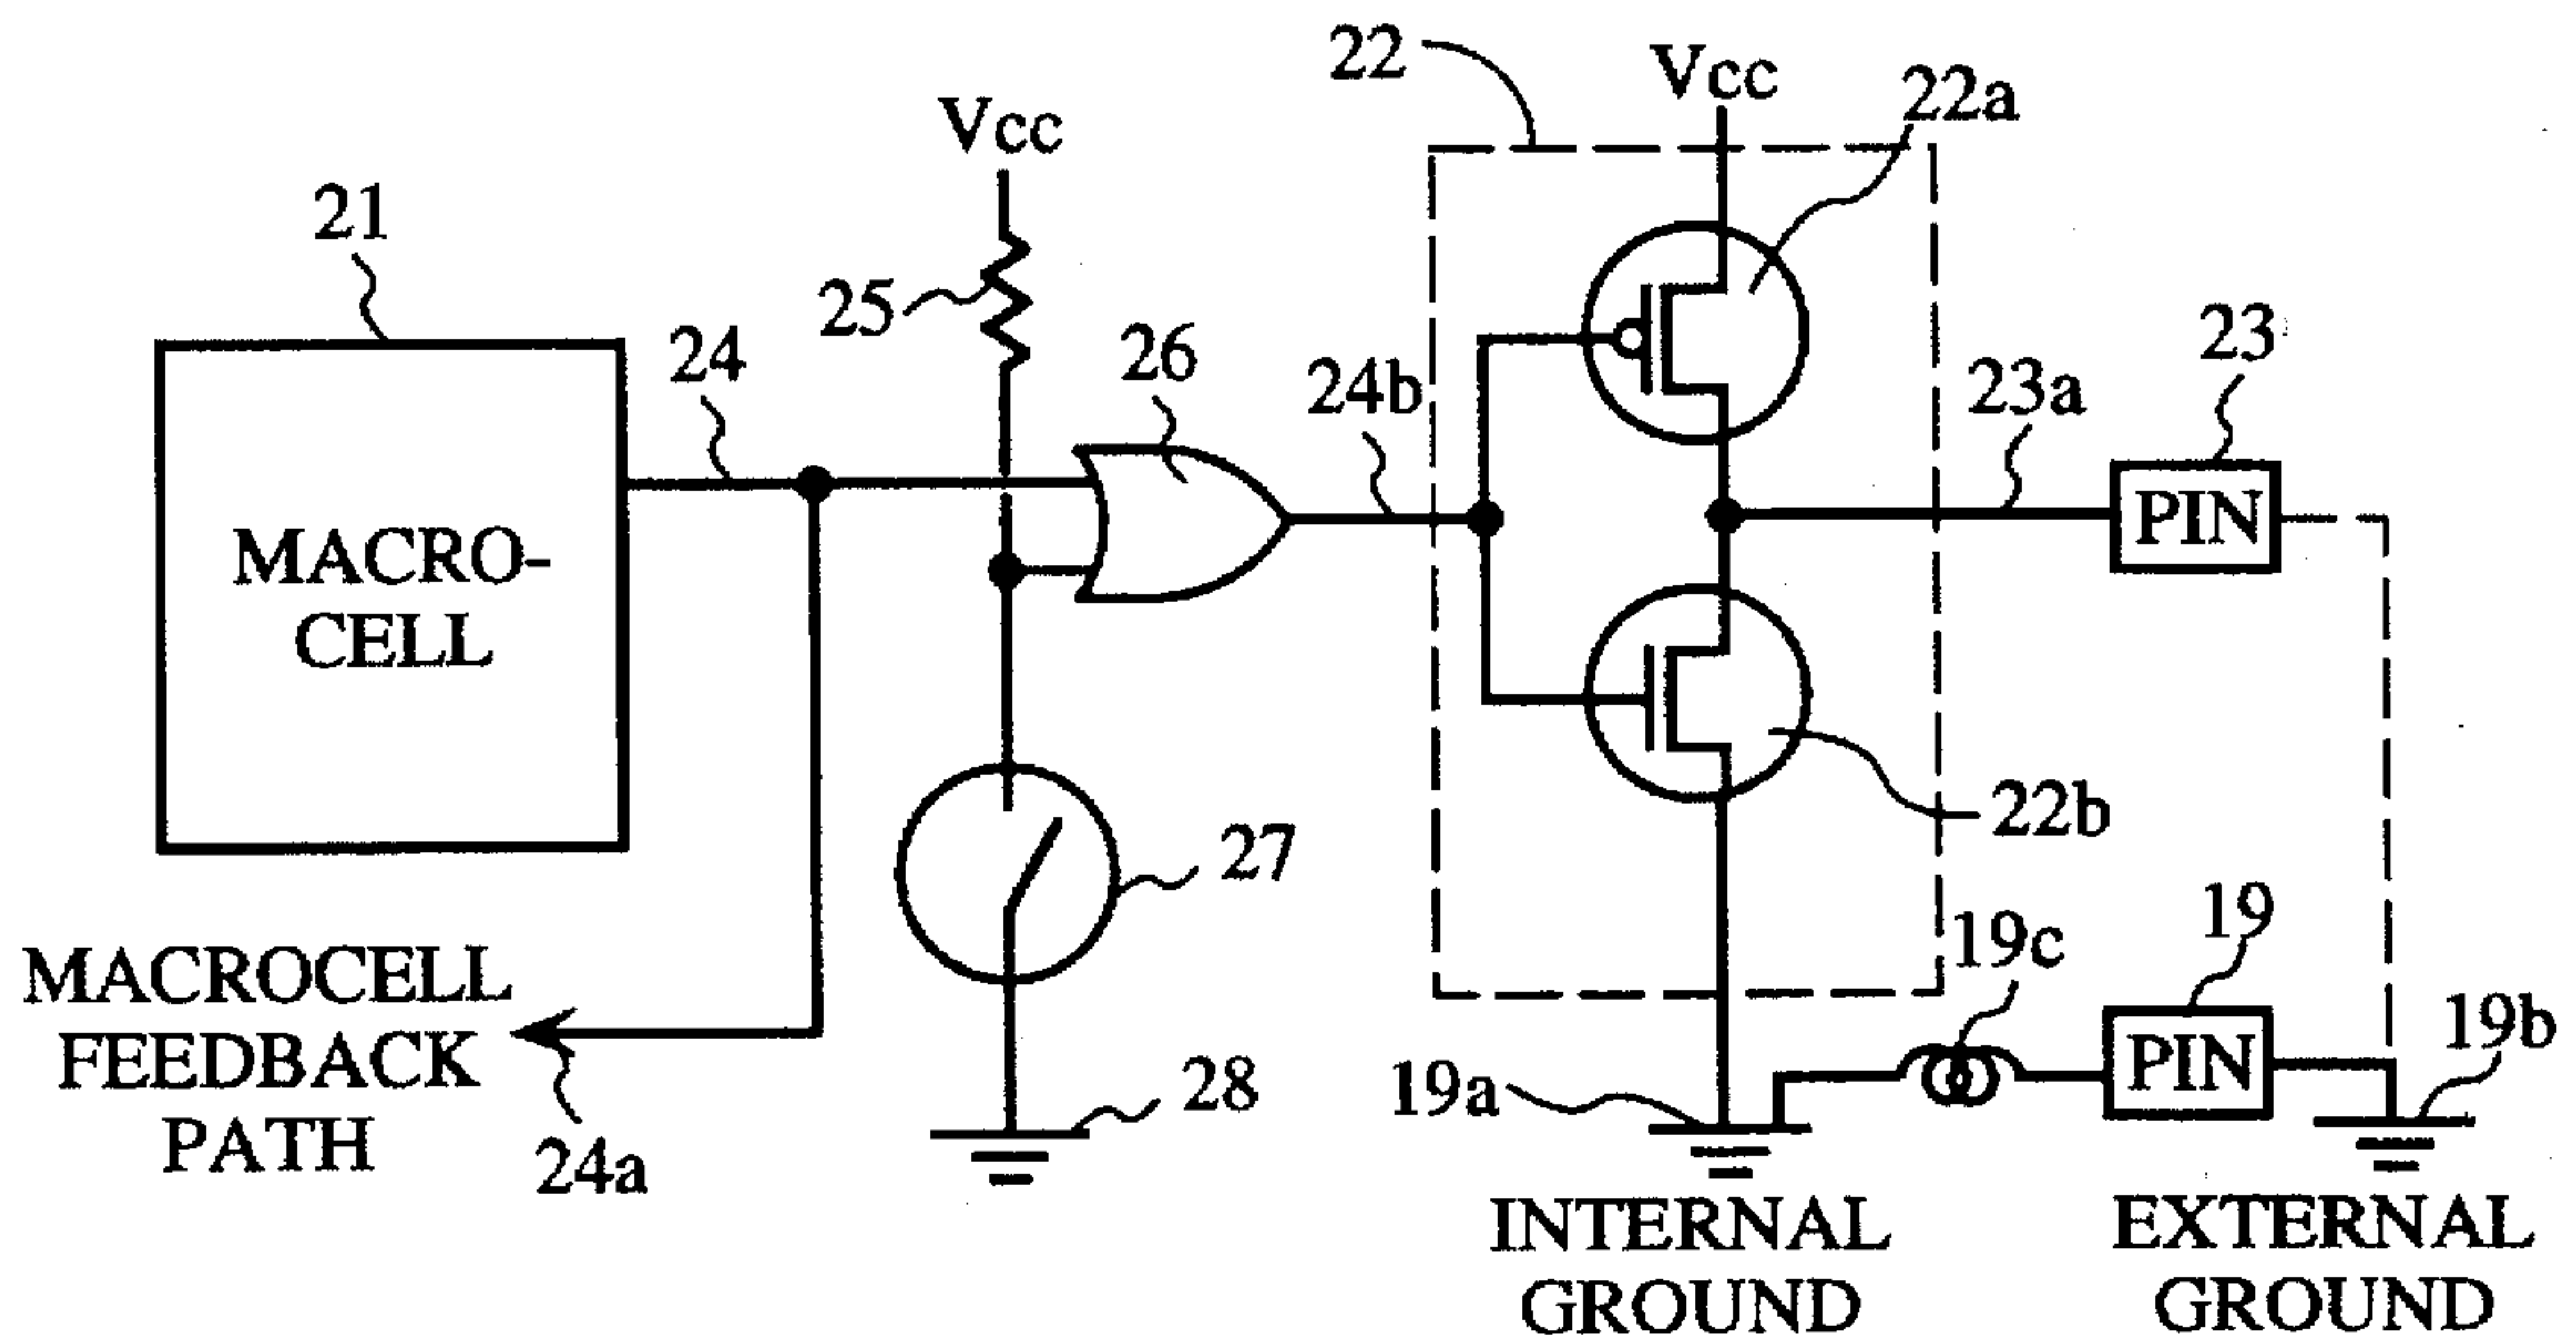 22
Vcc
22a
Vcc
21
25
24
26
24b
23
23a
PIN
MACRO-
CELL
22b
27
19c
19
19b
PIN
MACROCELL
FEEDBACK
PATH
24a
28
19a
INTERNAL
GROUND
EXTERNAL
GROUND